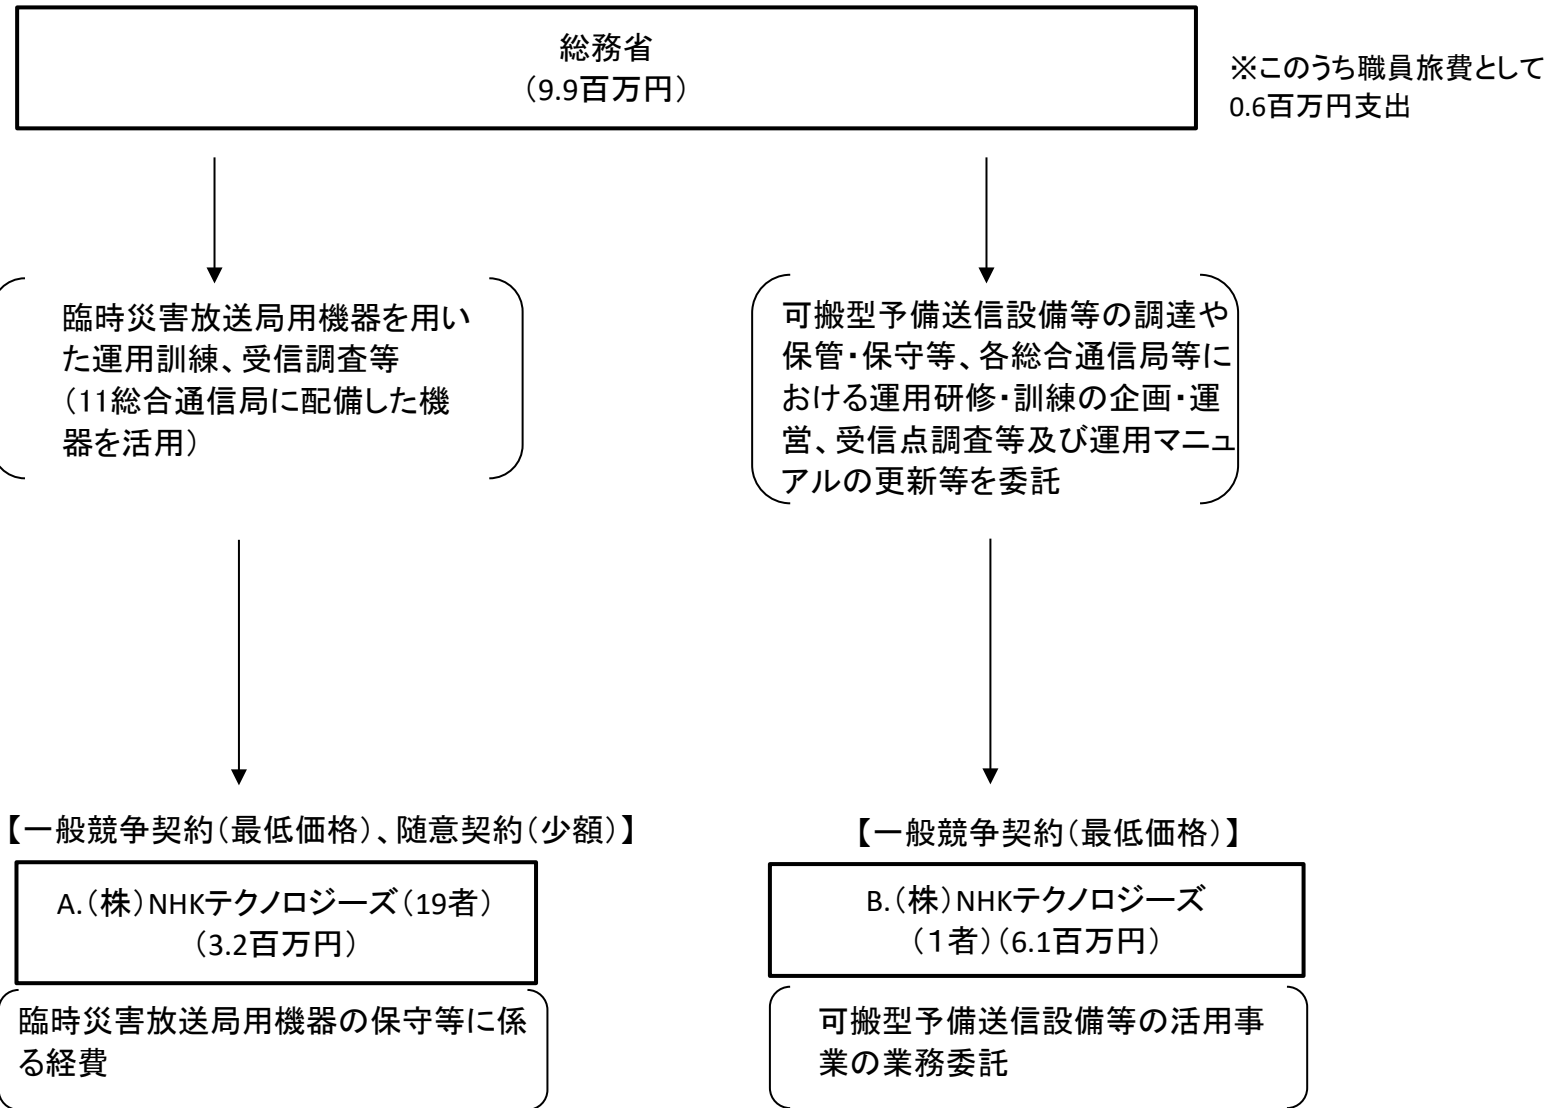 総務省
（9.9百万円）
※このうち職員旅費として
0.6百万円支出
臨時災害放送局用機器を用い
た運用訓練、受信調査等
（11総合通信局に配備した機
器を活用）
可搬型予備送信設備等の調達や
保管・保守等、各総合通信局等に
おける運用研修・訓練の企画・運
営、受信点調査等及び運用マニュ
アルの更新等を委託
【一般競争契約（最低価格）、随意契約（少額）】
【一般競争契約（最低価格）】
A.（株）NHKテクノロジーズ（19者）
（3.2百万円）
B.（株）NHKテクノロジーズ
（１者）（6.1百万円）
臨時災害放送局用機器の保守等に係
る経費
可搬型予備送信設備等の活用事
業の業務委託